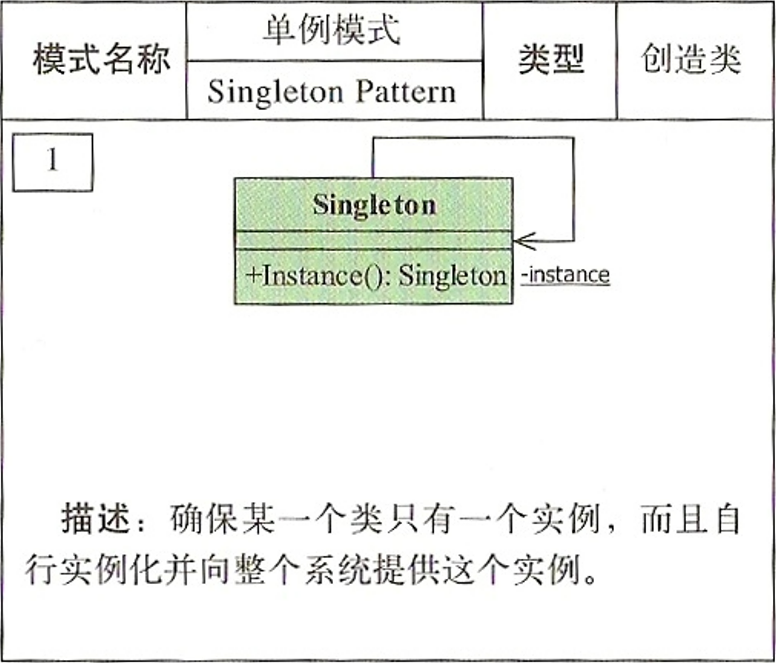 模式名称
单例模式
Singleton Pattern
类型
创造类
1
Singleton
+Instance(): Singleton
-instance
描述：确保某一个类只有一个实例，而且自
行实例化并向整个系统提供这个实例。